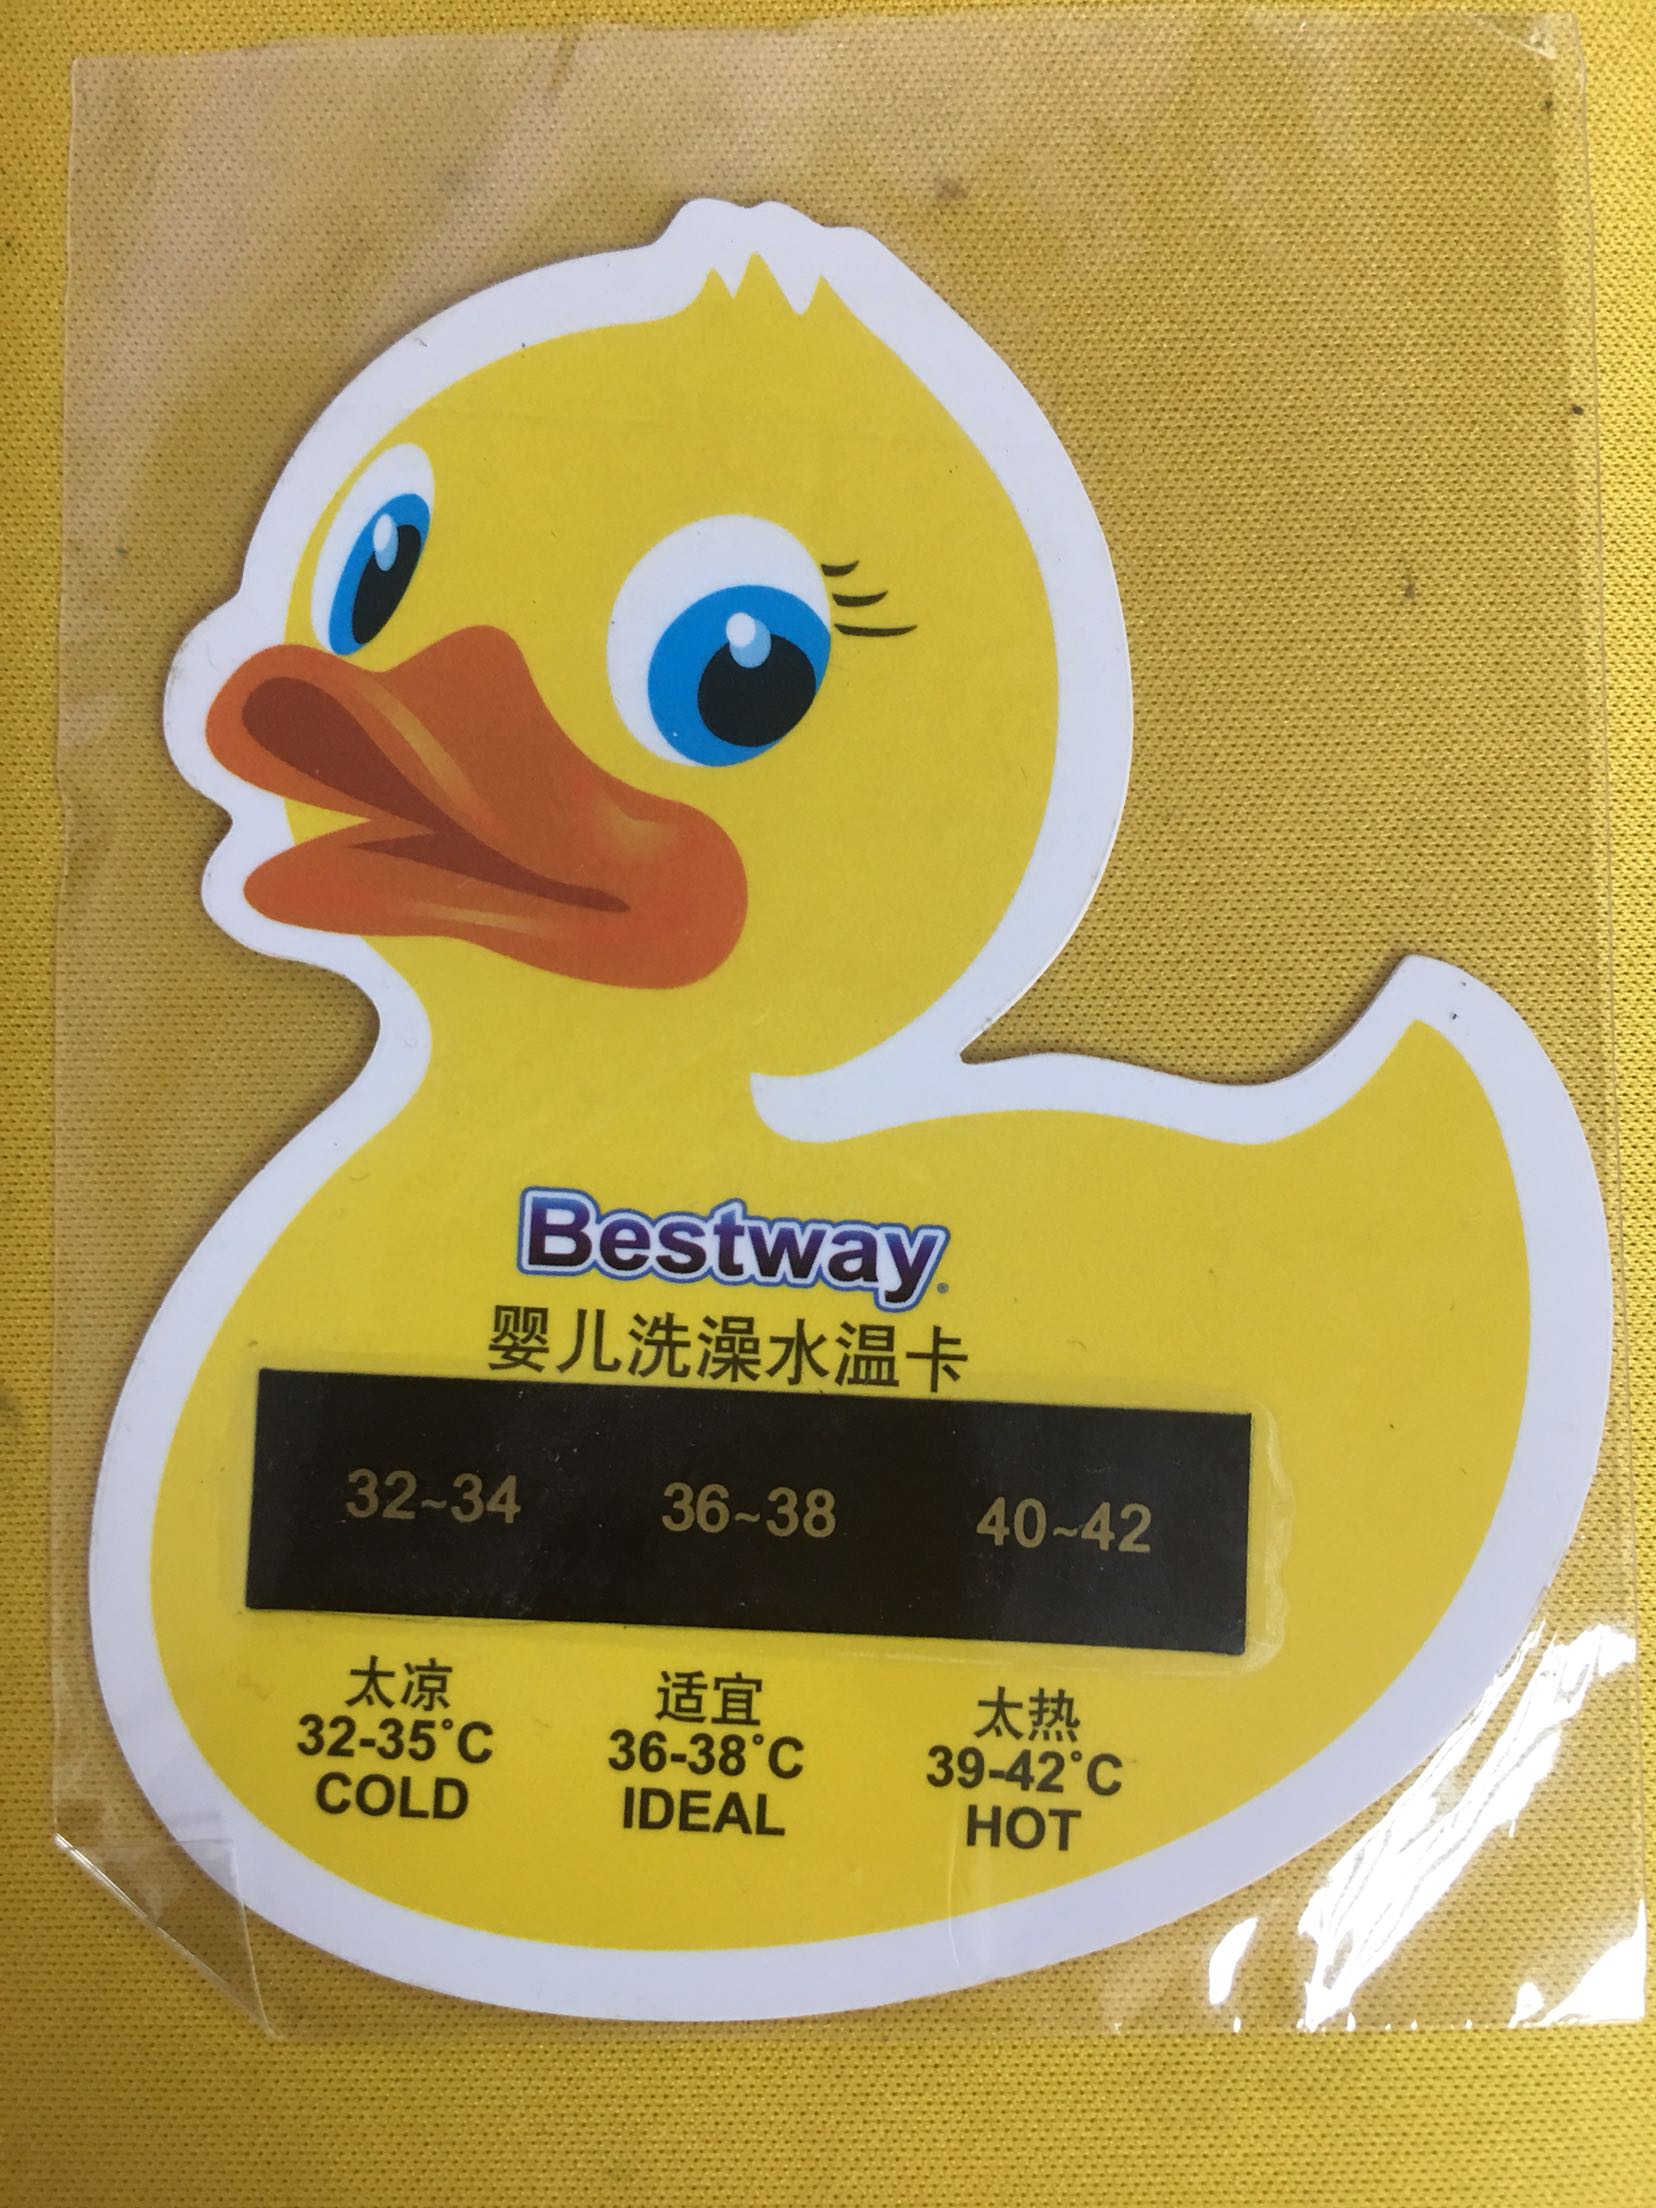 Bestway
婴儿洗澡水温卡
32~34 36~38 40~42
太凉 适宜 太热
32-35°C 36-38°C 39-42°C
COLD IDEAL HOT